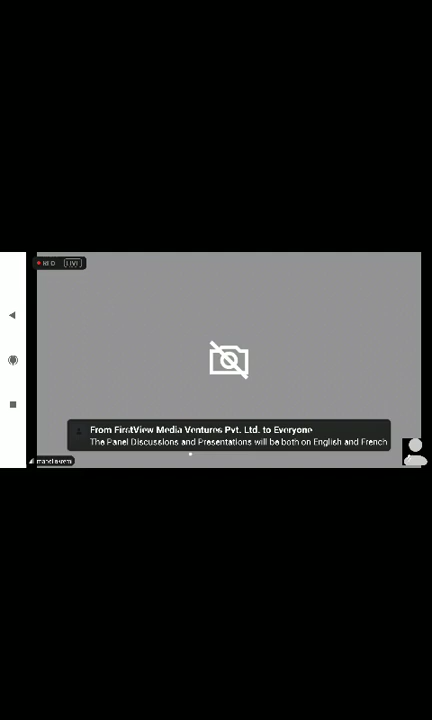 LIVE
From FirstView Media Ventures Pvt. Ltd. to Everyone
The Panel Discussions and Presentations will be both on English and French